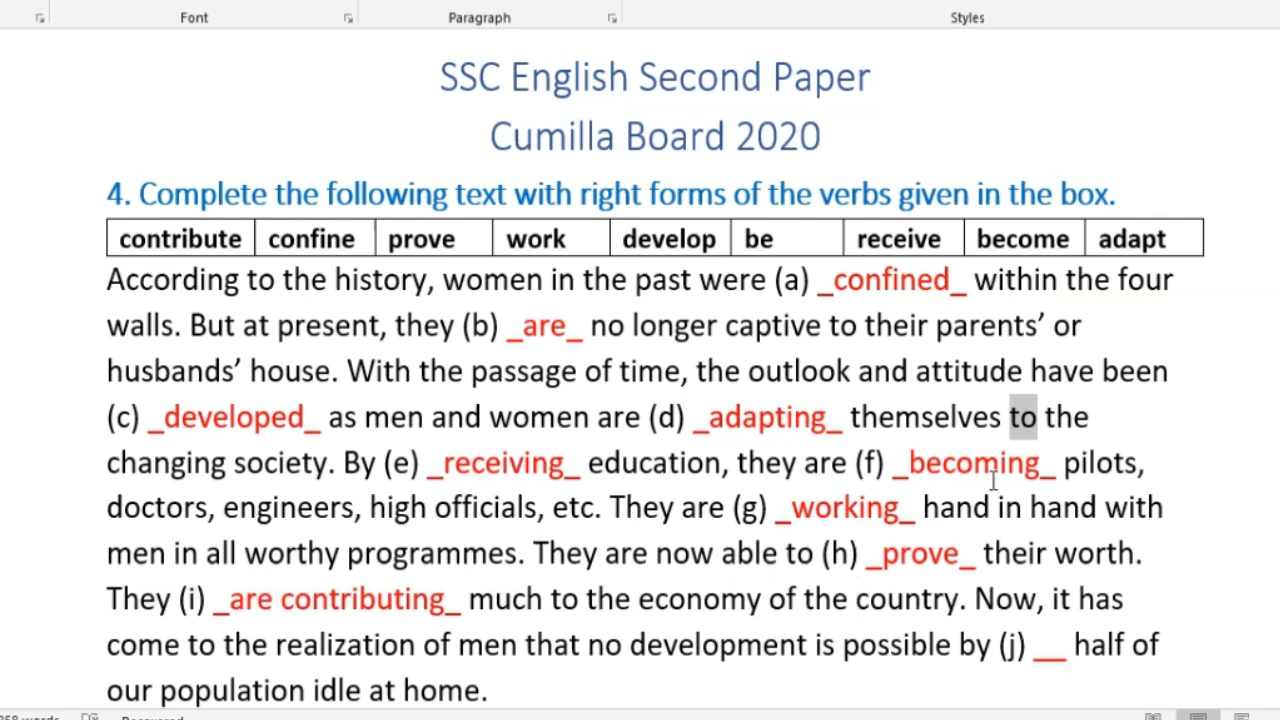 Font Paragraph Styles
SSC English Second Paper
Cumilla Board 2020
4. Complete the following text with right forms of the verbs given in the box.
contribute confine prove work develop be receive become adapt
According to the history, women in the past were (a) _confined_ within the four
walls. But at present, they (b) _are_ no longer captive to their parents’ or
husbands’ house. With the passage of time, the outlook and attitude have been
(c) _developed_ as men and women are (d) _adapting_ themselves to the
changing society. By (e) _receiving_ education, they are (f) _becoming_ pilots,
doctors, engineers, high officials, etc. They are (g) _working_ hand in hand with
men in all worthy programmes. They are now able to (h) _prove_ their worth.
They (i) _are contributing_ much to the economy of the country. Now, it has
come to the realization of men that no development is possible by (j) __ half of
our population idle at home.